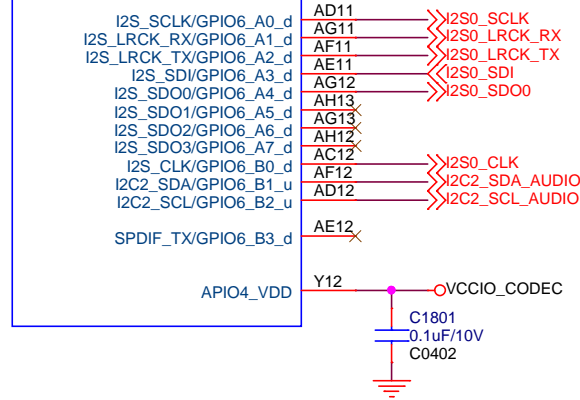 I2S_SCLK/GPIO6_A0_d AD11 I2S0_SCLK
I2S_LRCK_RX/GPIO6_A1_d AG11 I2S0_LRCK_RX
I2S_LRCK_TX/GPIO6_A2_d AF11 I2S0_LRCK_TX
I2S_SDI/GPIO6_A3_d AE11 I2S0_SDI
I2S_SDO0/GPIO6_A4_d AG12 I2S0_SDO0
I2S_SDO1/GPIO6_A5_d AH13
I2S_SDO2/GPIO6_A6_d AG13
I2S_SDO3/GPIO6_A7_d AH12
I2S_CLK/GPIO6_B0_d AC12 I2S0_CLK
I2C2_SDA/GPIO6_B1_u AF12 I2C2_SDA_AUDIO
I2C2_SCL/GPIO6_B2_u AD12 I2C2_SCL_AUDIO
SPDIF_TX/GPIO6_B3_d AE12
APIO4_VDD Y12 VCCIO_CODEC
C1801
0.1uF/10V
C0402